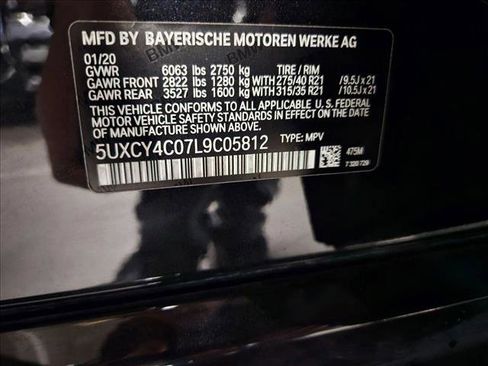 MFD BY BAYERISCHE MOTOREN WERKE AG
01/20
GVWR 6063 lbs 2750 kg TIRE / RIM
GAWR FRONT 2822 lbs 1280 kg WITH 275/40 R21 / 9.5J x 21
GAWR REAR 3527 lbs 1600 kg WITH 315/35 R21 / 10.5J x 21
THIS VEHICLE CONFORMS TO ALL APPLICABLE U. S. FEDERAL
MOTOR VEHICLE SAFETY STANDARDS IN EFFECT ON THE
DATE OF MANUFACTURE SHOWN ABOVE.
5UXCY4C07L9C05812 TYPE: MPV
475M
7 320 729